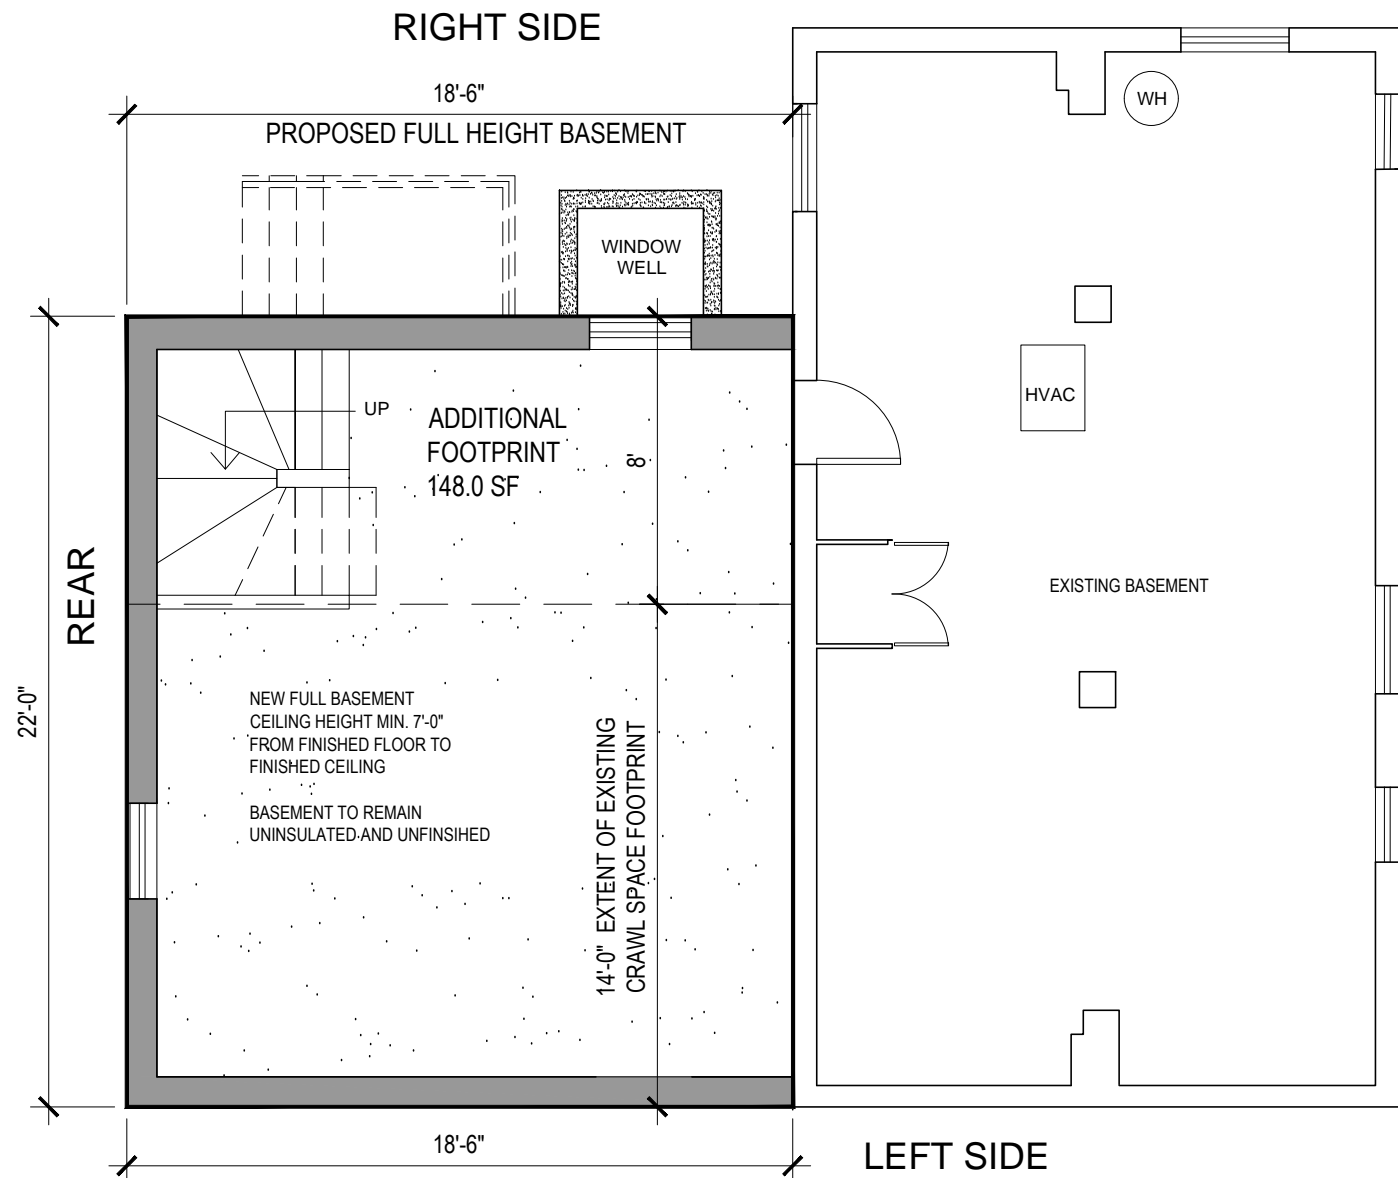 RIGHT SIDE
18'-6"
PROPOSED FULL HEIGHT BASEMENT
WH
WINDOW
WELL
HVAC
UP
ADDITIONAL
FOOTPRINT
148.0 SF
8'
REAR
EXISTING BASEMENT
22'-0"
NEW FULL BASEMENT
CEILING HEIGHT MIN. 7'-0"
FROM FINISHED FLOOR TO
FINISHED CEILING
BASEMENT TO REMAIN
UNINSULATED AND UNFINSIHED
14'-0" EXTENT OF EXISTING
CRAWL SPACE FOOTPRINT
18'-6"
LEFT SIDE